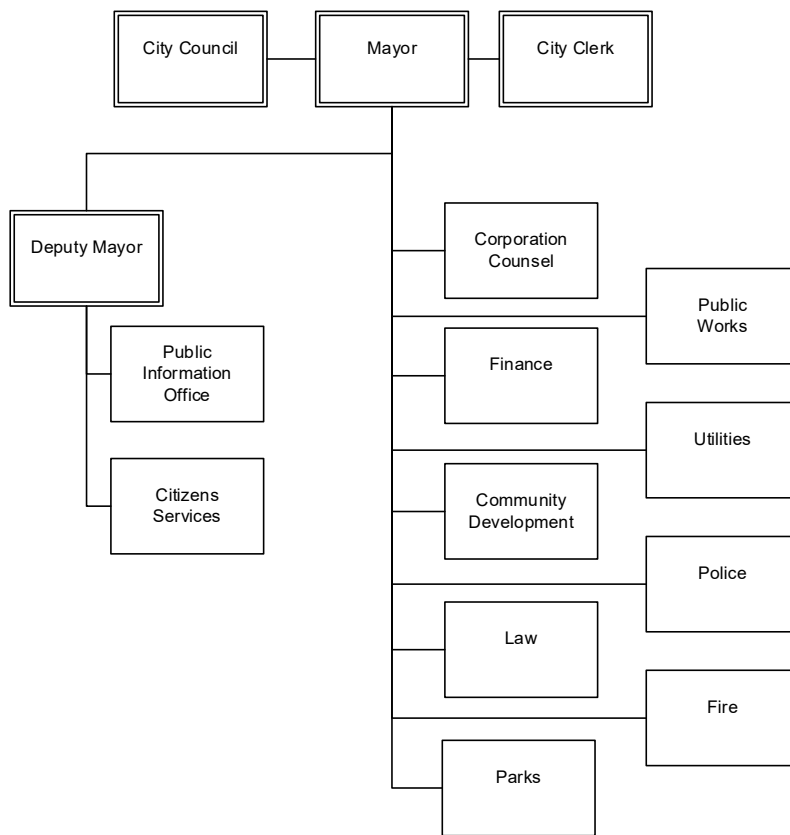 City Council
Mayor
City Clerk
Deputy Mayor
Corporation
Counsel
Public
Works
Public
Information
Office
Finance
Utilities
Citizens
Services
Community
Development
Police
Law
Fire
Parks